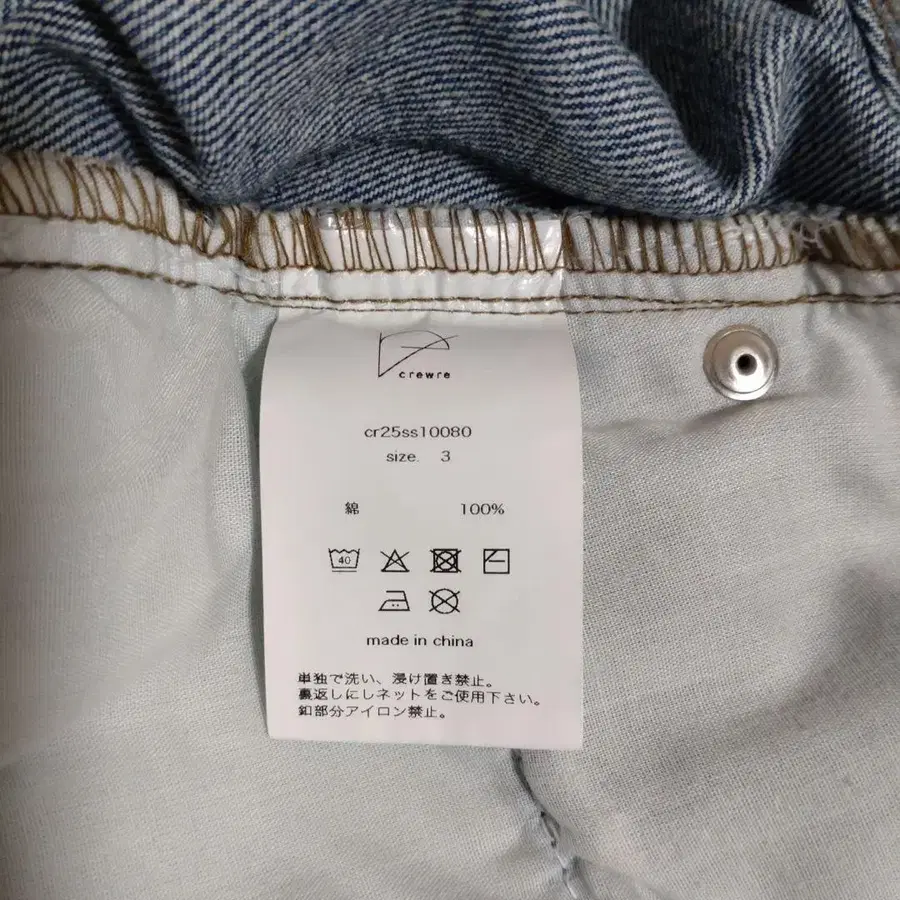 crewre
cr25ss10080
size. 3
綿 100%
40
made in china
単独で洗い、浸け置き禁止。
裏返しにしネットをご使用下さい。
釦部分アイロン禁止。